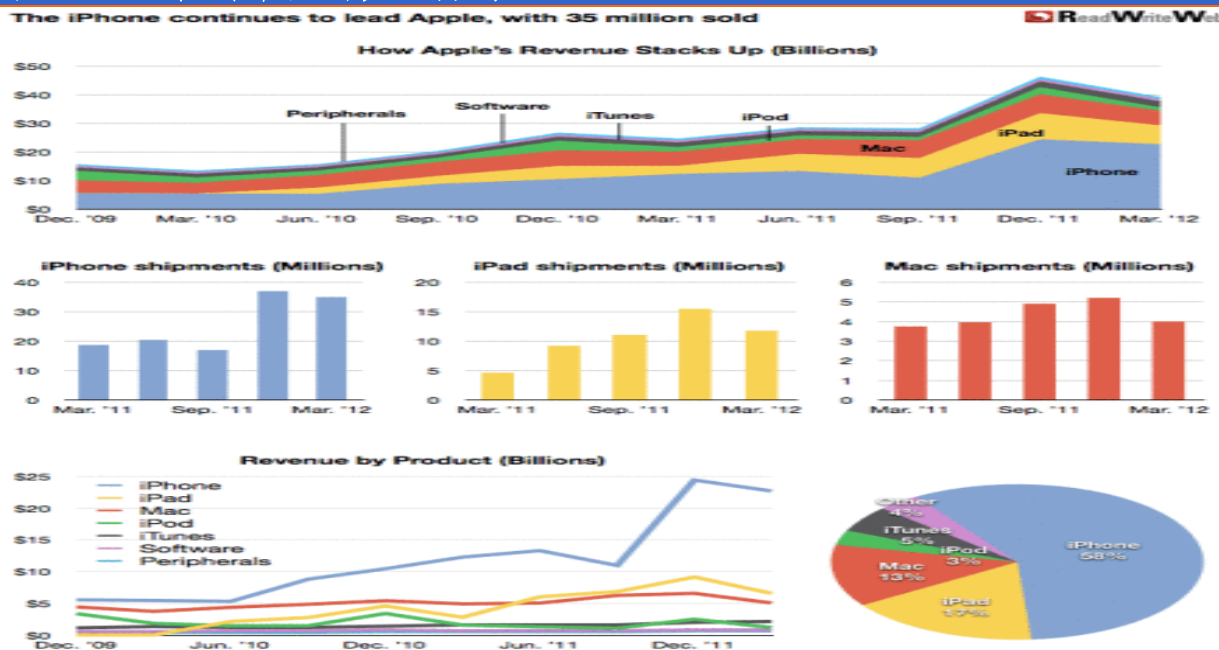 The iPhone continues to lead Apple, with 35 million sold
ReadWriteWeb
How Apple's Revenue Stacks Up (Billions)
$50
$40
$30
$20
$10
$0
Peripherals
Software
iTunes
iPod
Mac
iPad
iPhone
Dec. '09
Mar. '10
Jun. '10
Sep. '10
Dec. '10
Mar. '11
Jun. '11
Sep. '11
Dec. '11
Mar. '12
iPhone shipments (Millions)
40
30
20
10
0
Mar. '11
Sep. '11
Mar. '12
iPad shipments (Millions)
20
15
10
5
0
Mar. '11
Sep. '11
Mar. '12
Mac shipments (Millions)
6
5
4
3
2
1
0
Mar. '11
Sep. '11
Mar. '12
Revenue by Product (Billions)
$25
$20
$15
$10
$5
$0
iPhone
iPad
Mac
iPod
iTunes
Software
Peripherals
Dec. '09
Jun. '10
Dec. '10
Jun. '11
Dec. '11
Other
4%
iTunes
5%
iPod
3%
Mac
13%
iPad
17%
iPhone
58%